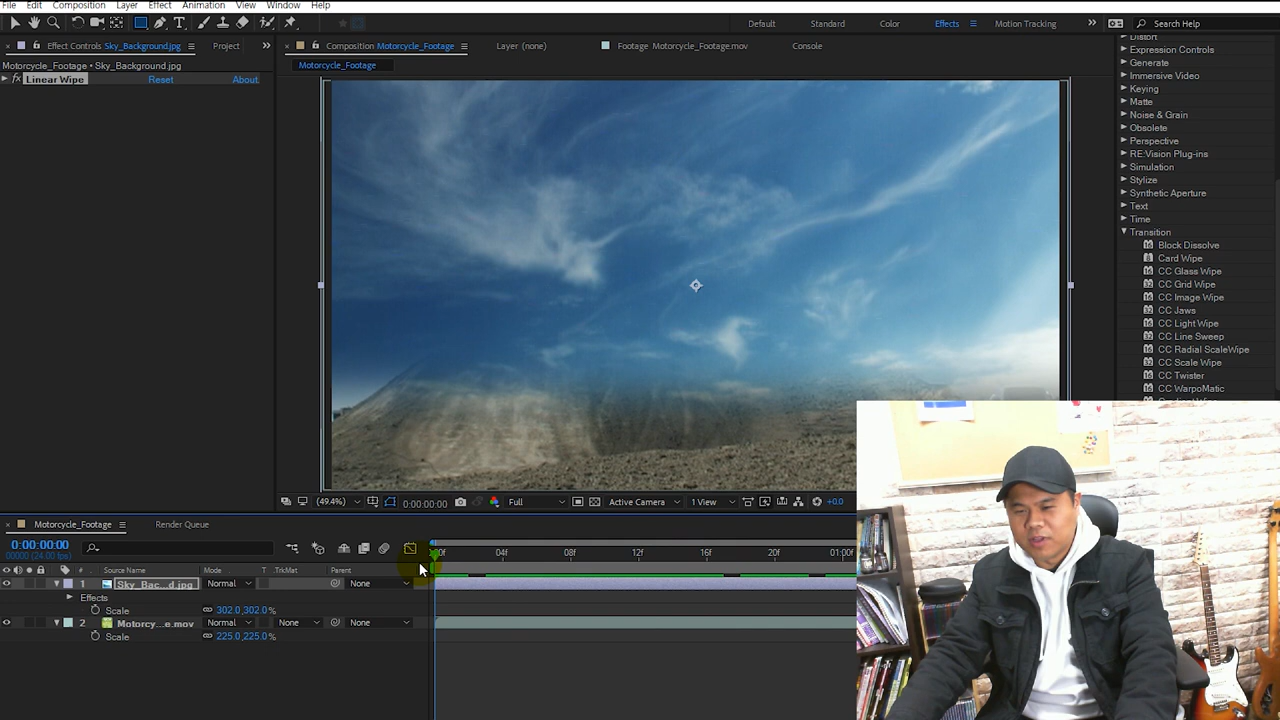 File Edit Composition Layer Effect Animation View Window Help
Default Standard Color Effects Motion Tracking Search Help
Effect Controls Sky_Background.jpg Project
Composition Motorcycle_Footage Layer (none) Footage Motorcycle_Footage.mov Console
Motorcycle_Footage • Sky_Background.jpg
Motorcycle_Footage
fx Linear Wipe Reset About
Distort
Expression Controls
Generate
Immersive Video
Keying
Matte
Noise & Grain
Obsolete
Perspective
RE:Vision Plug-ins
Simulation
Stylize
Synthetic Aperture
Text
Time
Transition
Block Dissolve
Card Wipe
CC Glass Wipe
CC Grid Wipe
CC Image Wipe
CC Jaws
CC Light Wipe
CC Line Sweep
CC Radial ScaleWipe
CC Scale Wipe
CC Twister
CC WarpoMatic
(49.4%) 0:00:00:00 Full Active Camera 1 View +0.0
Motorcycle_Footage Render Queue
0:00:00:00
00000 (24.00 fps)
04f 08f 12f 16f 20f 01:00f
# Source Name Mode T .TrkMat Parent
1 Sky_Bac...d.jpg Normal None
Effects
Scale 302.0,302.0%
2 Motorcy...e.mov Normal None None
Scale 225.0,225.0%